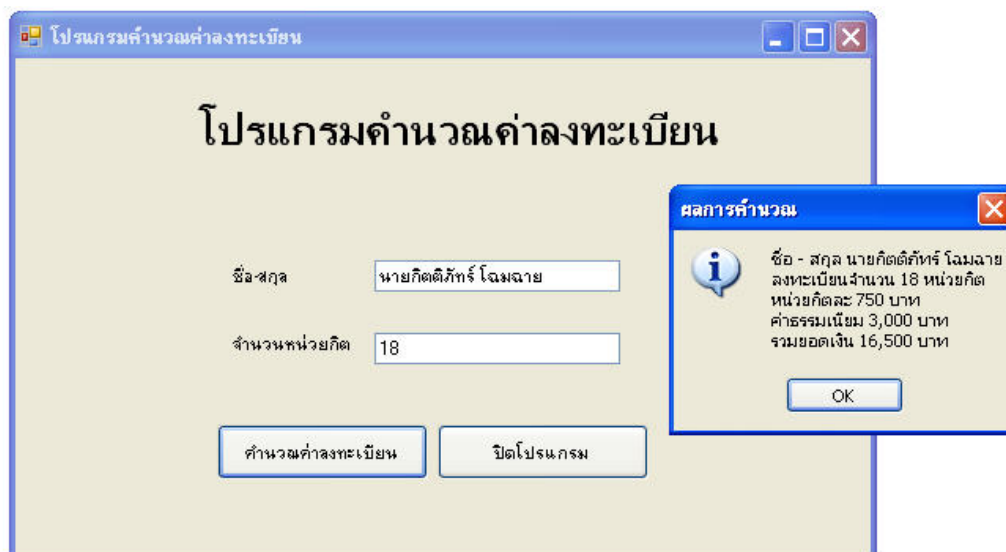 โปรแกรมคำนวณค่าลงทะเบียน
โปรแกรมคำนวณค่าลงทะเบียน
ผลการคำนวณ
ชื่อ - สกุล นายกิตติภัทร์ โฉมฉาย
ลงทะเบียนจำนวน 18 หน่วยกิต
หน่วยกิตละ 750 บาท
ค่าธรรมเนียม 3,000 บาท
รวมยอดเงิน 16,500 บาท
OK
ชื่อ-สกุล นายกิตติภัทร์ โฉมฉาย
จำนวนหน่วยกิต 18
คำนวณค่าลงทะเบียน ปิดโปรแกรม